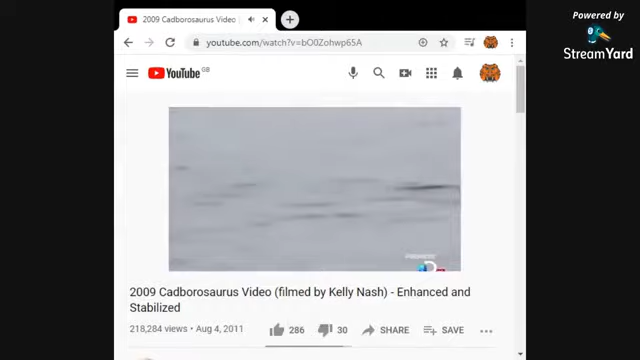 2009 Cadborosaurus Video
Powered by
StreamYard
youtube.com/watch?v=bO0Zohwp65A
YouTube GB
2009 Cadborosaurus Video (filmed by Kelly Nash) - Enhanced and
Stabilized
218,284 views • Aug 4, 2011 286 30 SHARE SAVE